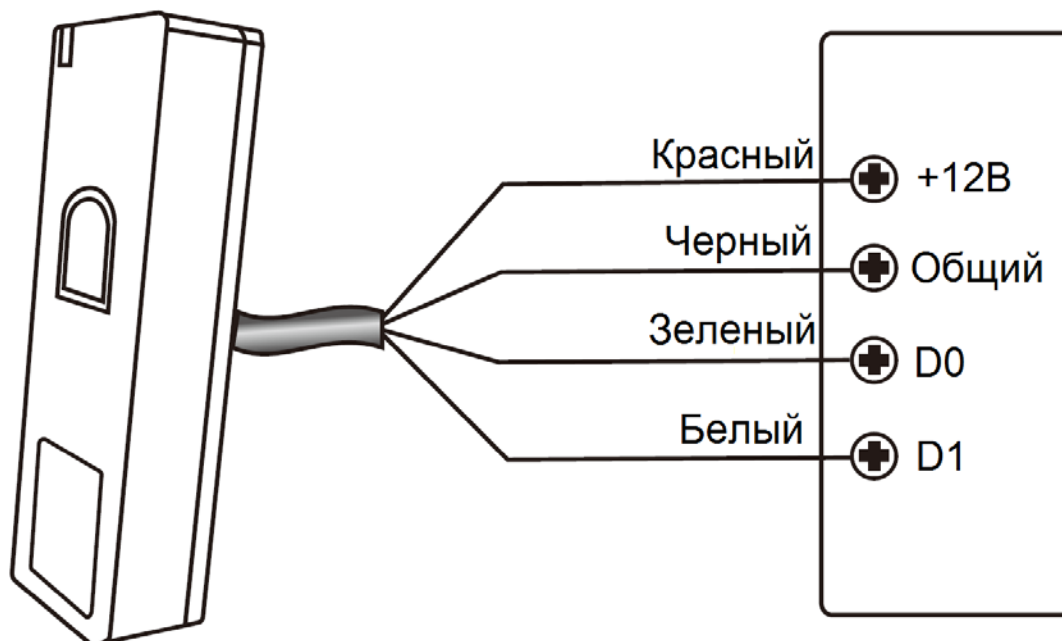 Красный
+12В
Черный
Общий
Зеленый
D0
Белый
D1